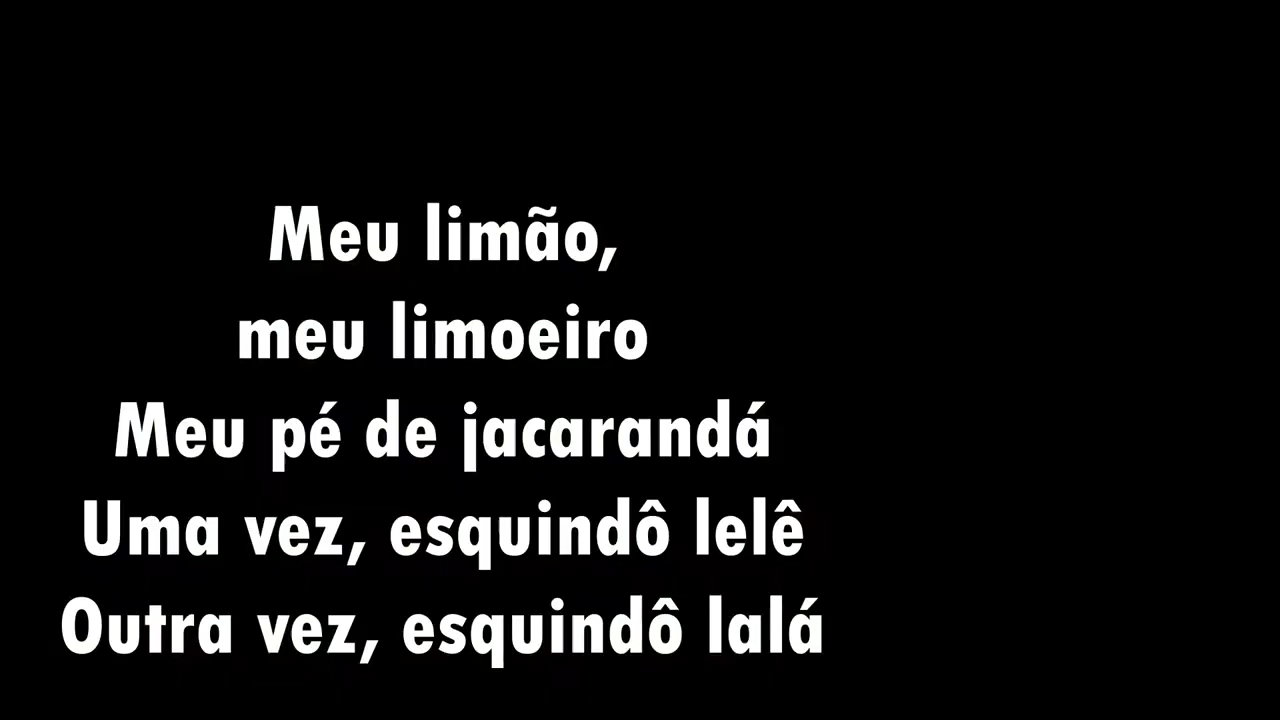 Meu limão,
meu limoeiro
Meu pé de jacarandá
Uma vez, esquindô lelê
Outra vez, esquindô lalá